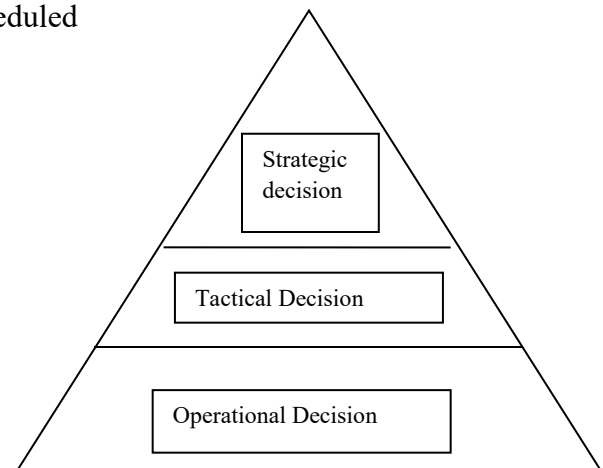 eduled
Strategic
decision
Tactical Decision
Operational Decision